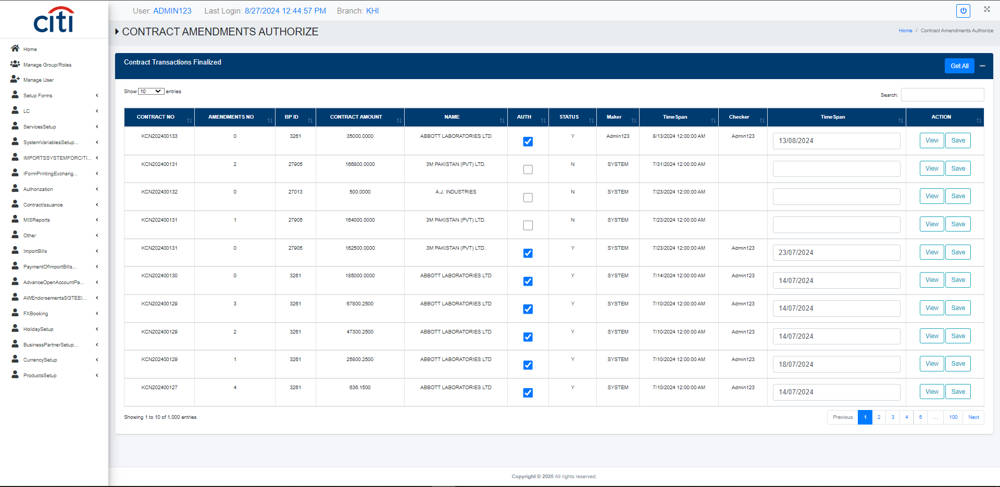 citi
User: ADMIN123 Last Login: 8/27/2024 12:44:57 PM Branch: KHI
CONTRACT AMENDMENTS AUTHORIZE
Home / Contract Amendments Authorize
Home
Manage Group/Roles
Manage User
Setup Forms
LC
ServicesSetup
SystemVariablesSetup...
IMPORTSSYSTEMFORCITI...
IFormPrintingExchang...
Authorization
ContractIssuance
MISReports
Other
ImportBills
PaymentOfImportBills...
AdvanceOpenAccountPa...
AWEndorsementsSGTEEI...
FXBooking
HolidaySetup
BusinessPartnerSetup...
CurrencySetup
ProductsSetup
Contract Transactions Finalized
Get All
Show 10 entries
Search:
CONTRACT NO AMENDMENTS NO BP ID CONTRACT AMOUNT NAME AUTH STATUS Maker TimeSpan Checker TimeSpan ACTION
KCN202400133 0 3261 35000.0000 ABBOTT LABORATORIES LTD Y Admin123 8/13/2024 12:00:00 AM Admin123 13/08/2024 View Save
KCN202400131 2 27905 166800.0000 3M PAKISTAN (PVT) LTD. N SYSTEM 7/31/2024 12:00:00 AM View Save
KCN202400132 0 27013 500.0000 A.J. INDUSTRIES N SYSTEM 7/23/2024 12:00:00 AM View Save
KCN202400131 1 27905 164000.0000 3M PAKISTAN (PVT) LTD. N SYSTEM 7/23/2024 12:00:00 AM View Save
KCN202400131 0 27905 162500.0000 3M PAKISTAN (PVT) LTD. Y SYSTEM 7/23/2024 12:00:00 AM Admin123 23/07/2024 View Save
KCN202400130 0 3261 185000.0000 ABBOTT LABORATORIES LTD Y SYSTEM 7/14/2024 12:00:00 AM Admin123 14/07/2024 View Save
KCN202400129 3 3261 67800.2500 ABBOTT LABORATORIES LTD Y SYSTEM 7/10/2024 12:00:00 AM Admin123 14/07/2024 View Save
KCN202400129 2 3261 47300.2500 ABBOTT LABORATORIES LTD Y SYSTEM 7/10/2024 12:00:00 AM Admin123 14/07/2024 View Save
KCN202400129 1 3261 25800.2500 ABBOTT LABORATORIES LTD Y SYSTEM 7/10/2024 12:00:00 AM Admin123 18/07/2024 View Save
KCN202400127 4 3261 636.1500 ABBOTT LABORATORIES LTD Y SYSTEM 7/10/2024 12:00:00 AM Admin123 14/07/2024 View Save
Showing 1 to 10 of 1,000 entries
Previous 1 2 3 4 5 ... 100 Next
Copyright © 2020 All rights reserved.